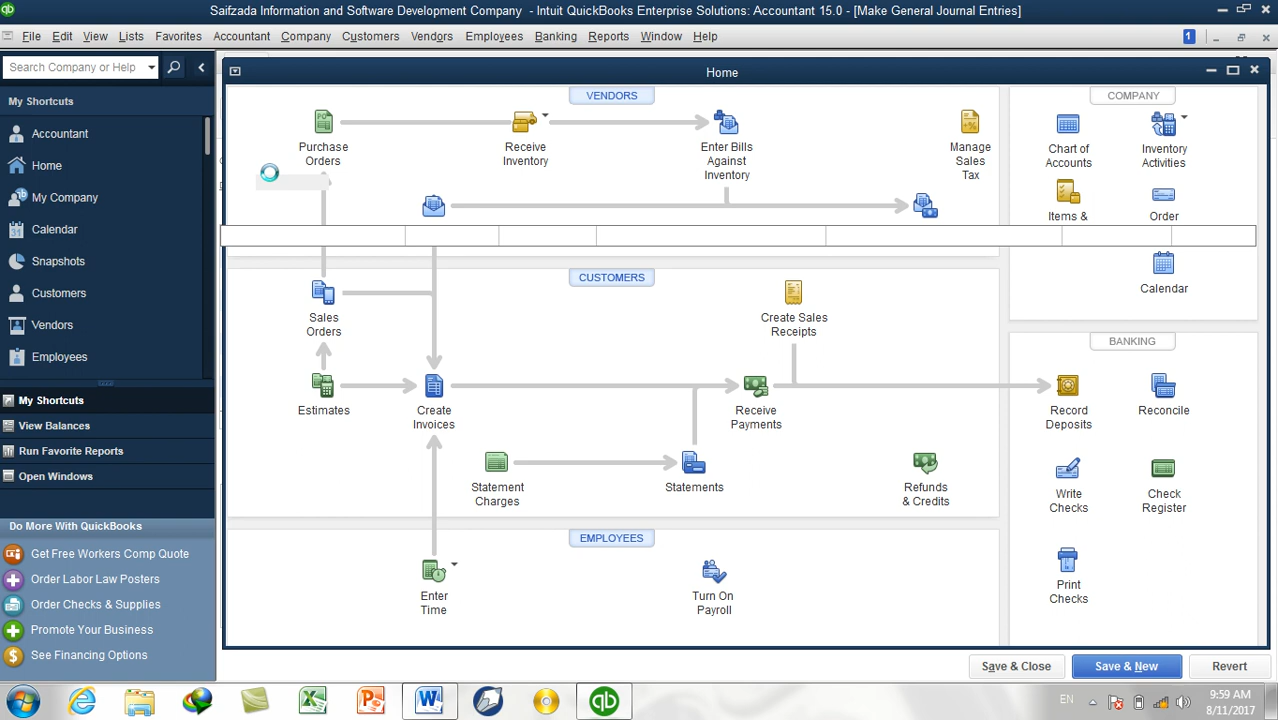 Saifzada Information and Software Development Company - Intuit QuickBooks Enterprise Solutions: Accountant 15.0 - [Make General Journal Entries]
File Edit View Lists Favorites Accountant Company Customers Vendors Employees Banking Reports Window Help 1
Search Company or Help
My Shortcuts
Accountant
Home
My Company
Calendar
Snapshots
Customers
Vendors
Employees
My Shortcuts
View Balances
Run Favorite Reports
Open Windows
Do More With QuickBooks
Get Free Workers Comp Quote
Order Labor Law Posters
Order Checks & Supplies
Promote Your Business
See Financing Options
Home
VENDORS
Purchase
Orders
Receive
Inventory
Enter Bills
Against
Inventory
Manage
Sales
Tax
CUSTOMERS
Sales
Orders
Create Sales
Receipts
Estimates
Create
Invoices
Receive
Payments
Statement
Charges
Statements
Refunds
& Credits
EMPLOYEES
Enter
Time
Turn On
Payroll
COMPANY
Chart of
Accounts
Inventory
Activities
Items &
Order
Calendar
BANKING
Record
Deposits
Reconcile
Write
Checks
Check
Register
Print
Checks
Save & Close
Save & New
Revert
EN
9:59 AM
8/11/2017